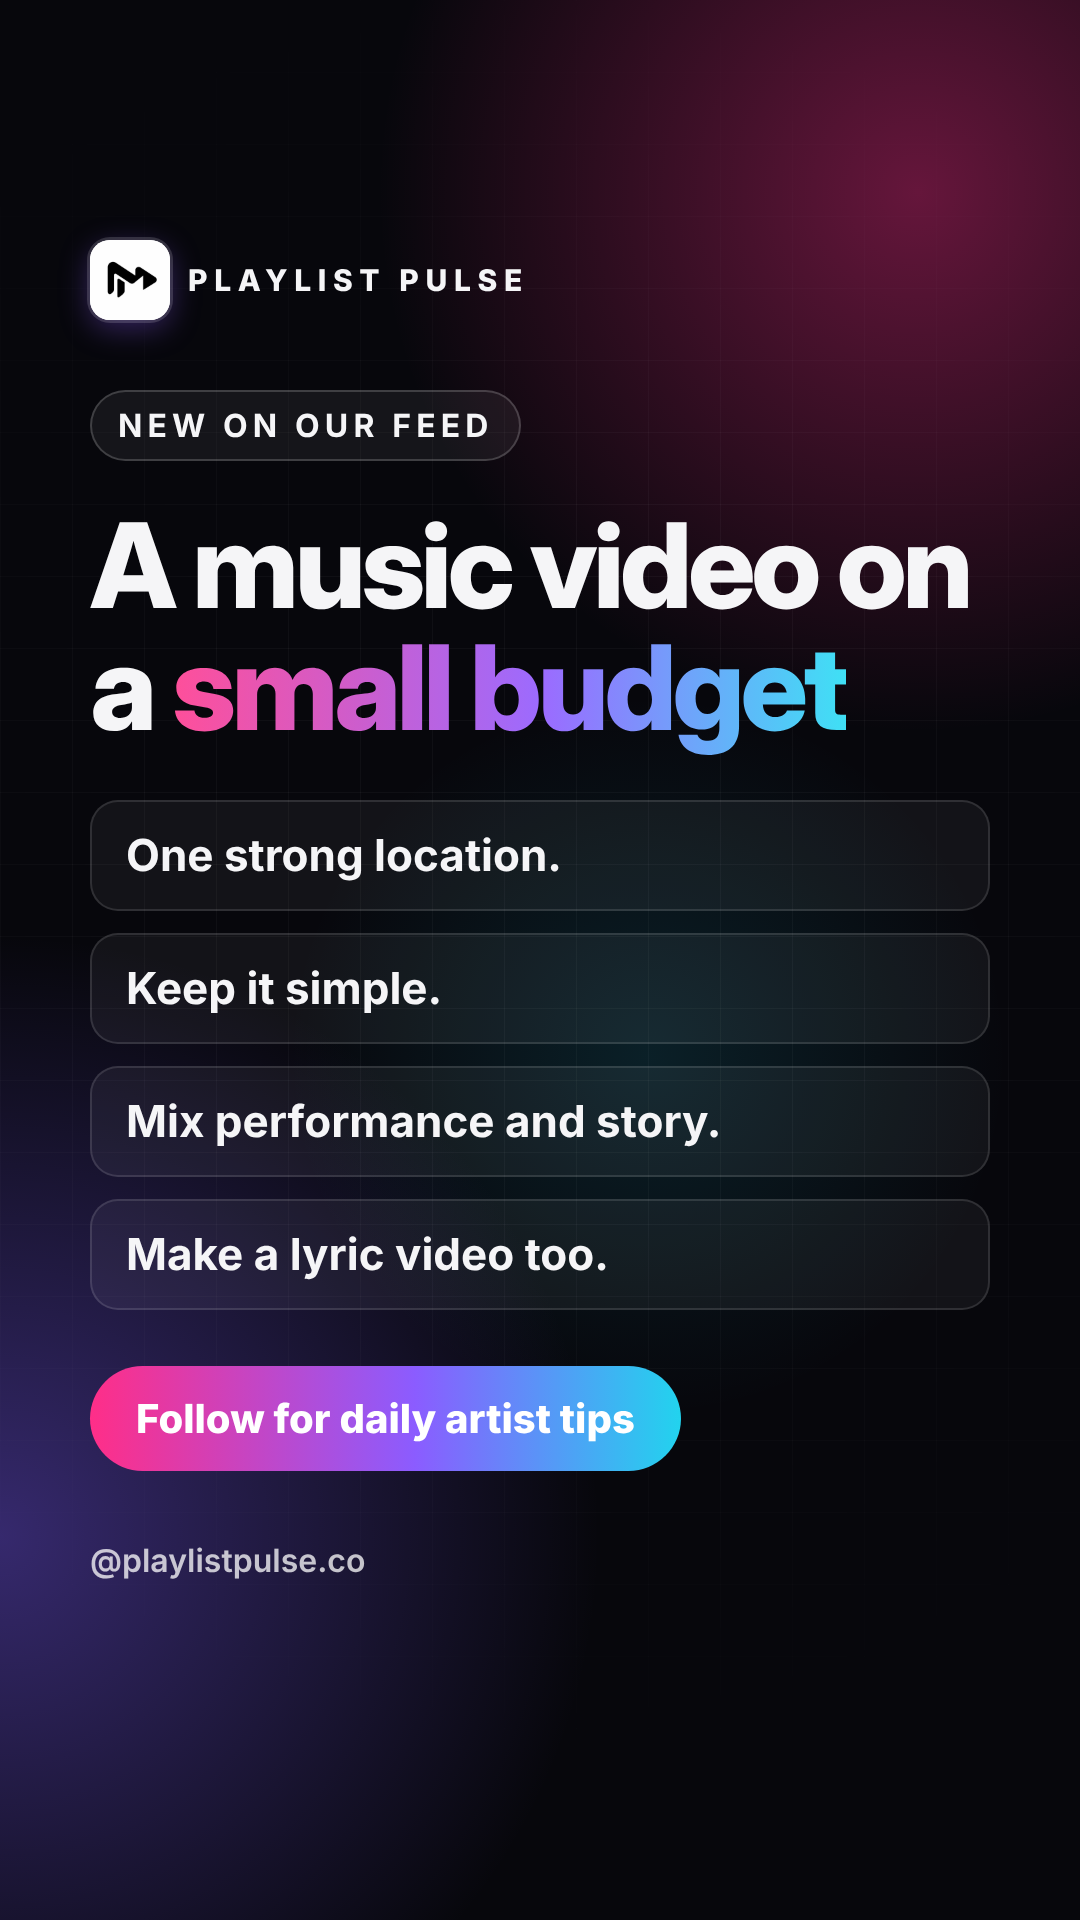 PLAYLIST PULSE
NEW ON OUR FEED
A music video on
a small budget
One strong location.
Keep it simple.
Mix performance and story.
Make a lyric video too.
Follow for daily artist tips
@playlistpulse.co